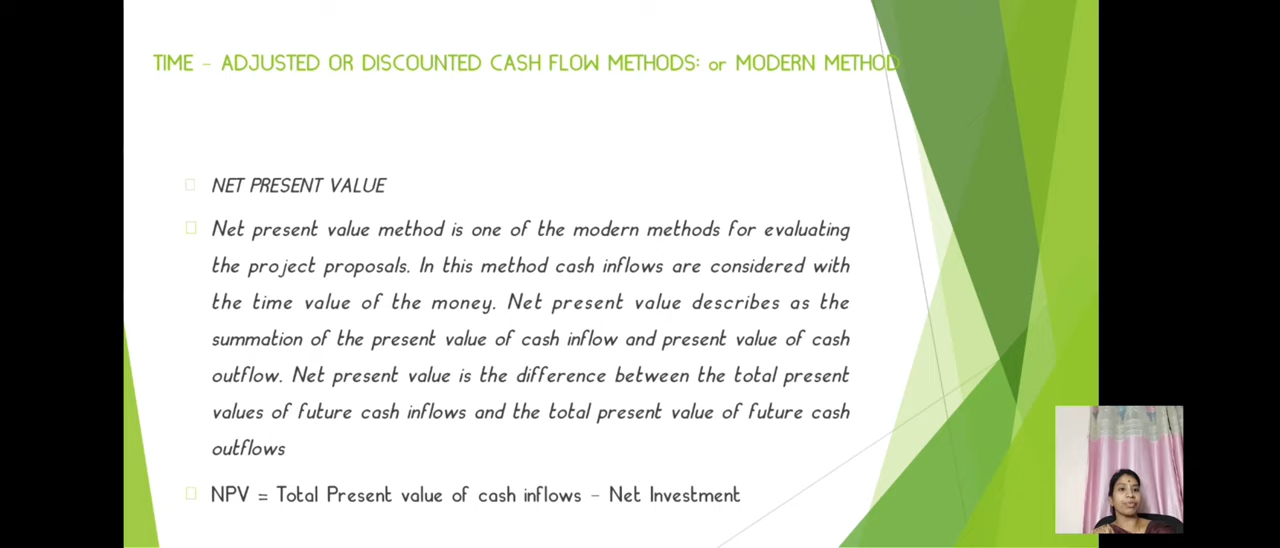 TIME – ADJUSTED OR DISCOUNTED CASH FLOW METHODS: or MODERN METHOD
NET PRESENT VALUE
Net present value method is one of the modern methods for evaluating
the project proposals. In this method cash inflows are considered with
the time value of the money. Net present value describes as the
summation of the present value of cash inflow and present value of cash
outflow. Net present value is the difference between the total present
values of future cash inflows and the total present value of future cash
outflows
NPV = Total Present value of cash inflows – Net Investment